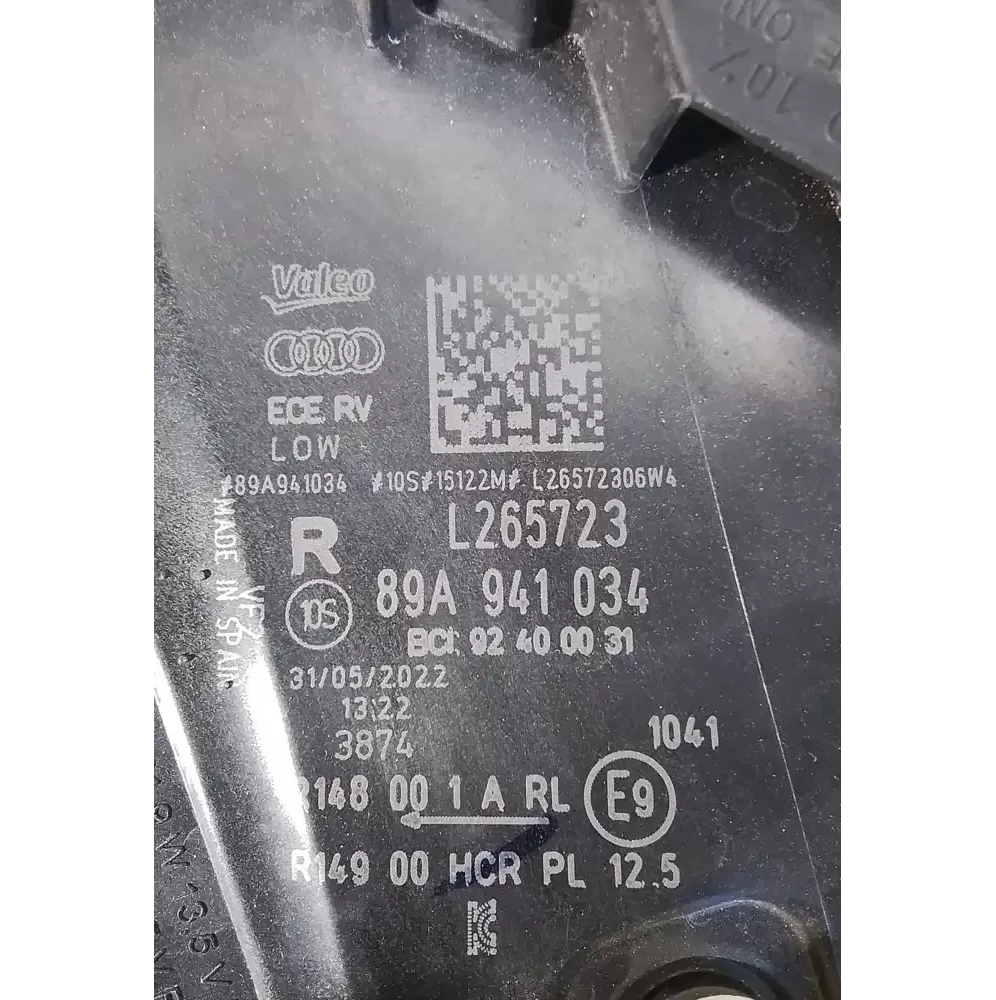 10%
Valeo
ECE RV
LOW
#89A941034 #10S#15122M# L26572306W4
R L265723
10S 89A 941 034
BCI: 92 40 00 31
MADE IN SPAIN
31/05/2022
13:22
3874
1041
R148 00 1 A RL E9
R149 00 HCR PL 12.5